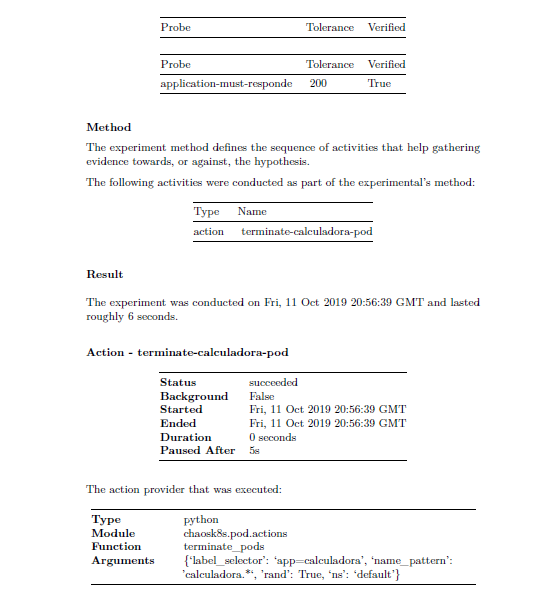 Probe Tolerance Verified
Probe Tolerance Verified
application-must-responde 200 True
Method
The experiment method defines the sequence of activities that help gathering
evidence towards, or against, the hypothesis.
The following activities were conducted as part of the experimental's method:
Type Name
action terminate-calculadora-pod
Result
The experiment was conducted on Fri, 11 Oct 2019 20:56:39 GMT and lasted
roughly 6 seconds.
Action - terminate-calculadora-pod
Status succeeded
Background False
Started Fri, 11 Oct 2019 20:56:39 GMT
Ended Fri, 11 Oct 2019 20:56:39 GMT
Duration 0 seconds
Paused After 5s
The action provider that was executed:
Type python
Module chaosk8s.pod.actions
Function terminate_pods
Arguments {‘label_selector’: ‘app=calculadora’, ‘name_pattern’:
’calculadora.*‘, ’rand’: True, ‘ns’: ‘default’}